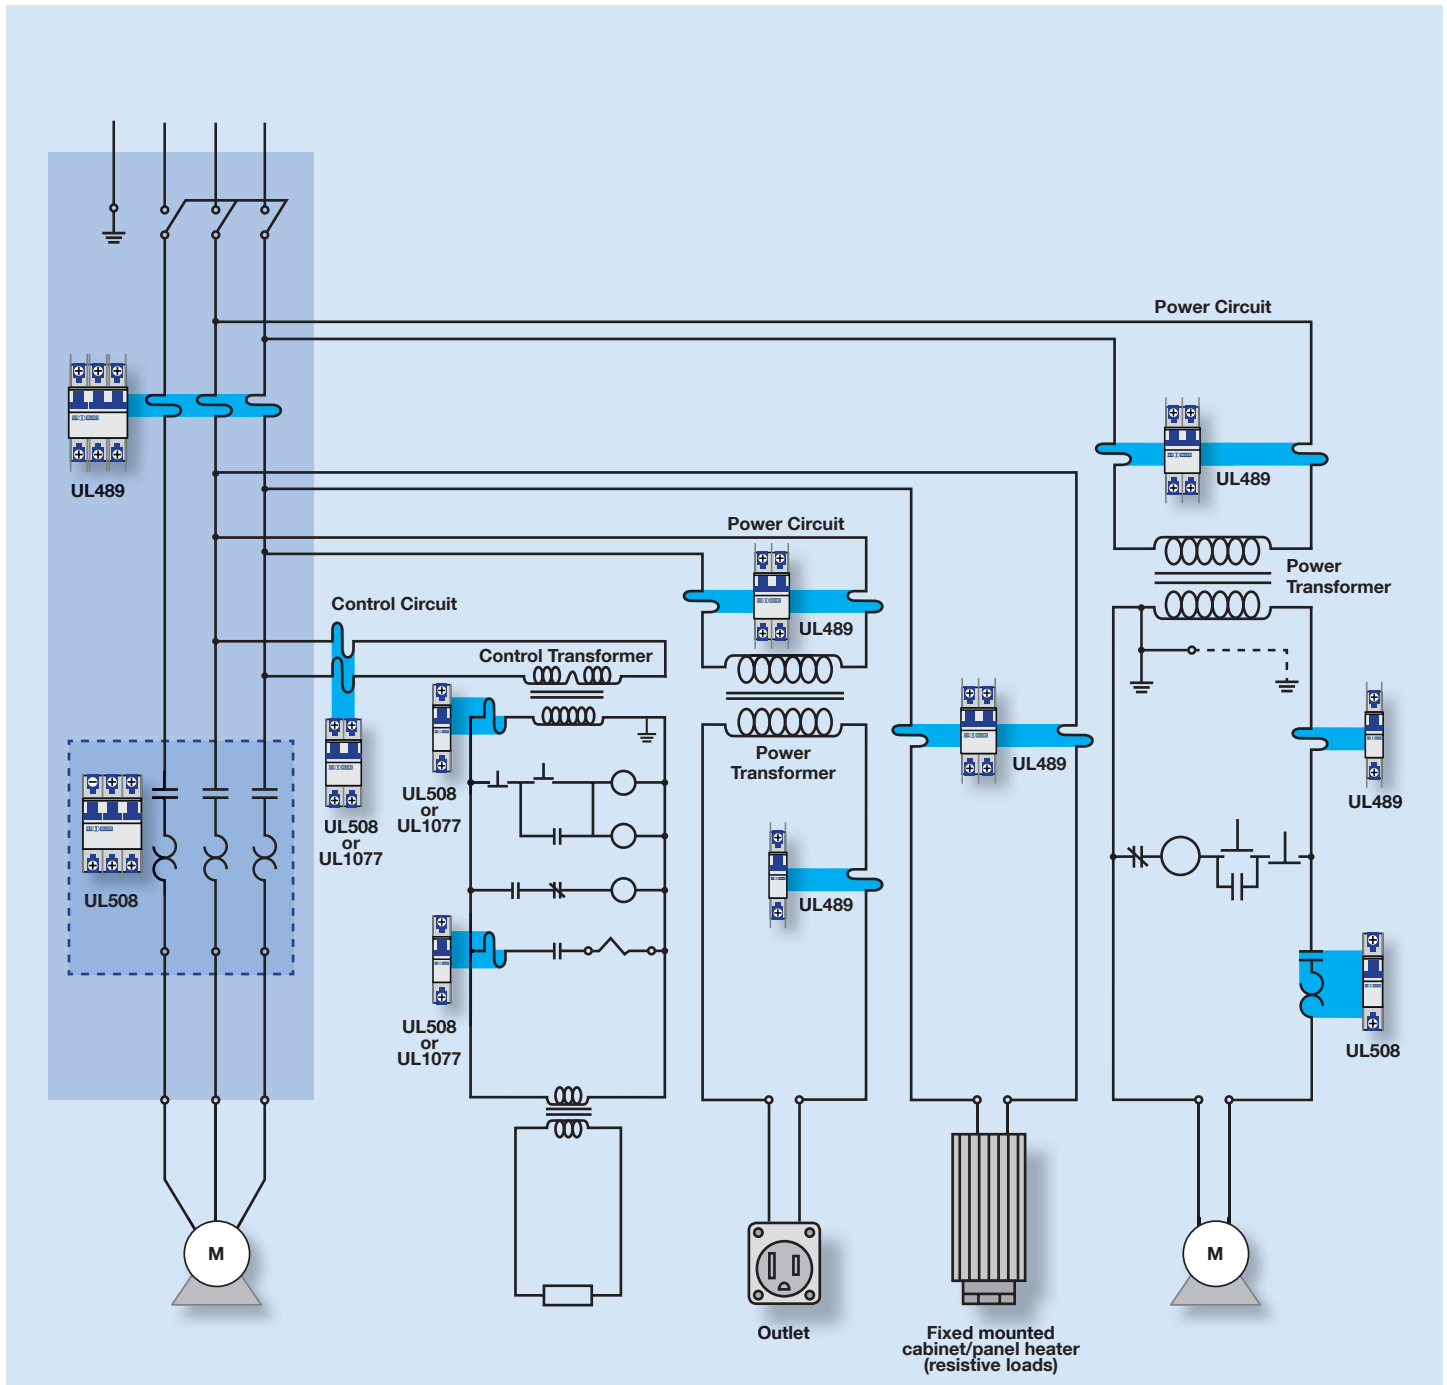 Power Circuit
UL489
UL489
Power Circuit
Power
Transformer
Control Circuit
UL489
Control Transformer
Power
Transformer
UL489
UL508
or
UL1077
UL489
UL508
or
UL1077
UL508
UL489
UL508
or
UL1077
UL508
M
M
Outlet
Fixed mounted
cabinet/panel heater
(resistive loads)